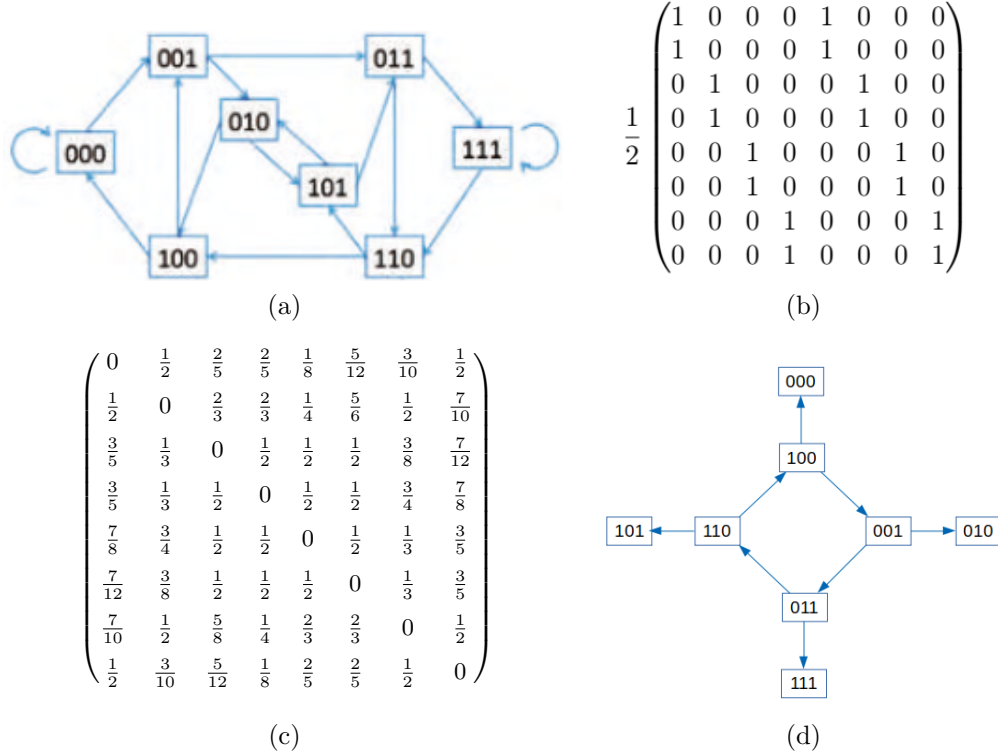 001 011
010
000 111
101
100 110
(a)
1/2
1 0 0 0 1 0 0 0
1 0 0 0 1 0 0 0
0 1 0 0 0 1 0 0
0 1 0 0 0 1 0 0
0 0 1 0 0 0 1 0
0 0 1 0 0 0 1 0
0 0 0 1 0 0 0 1
0 0 0 1 0 0 0 1
(b)
0 1/2 2/5 2/5 1/8 5/12 3/10 1/2
1/2 0 2/3 2/3 1/4 5/6 1/2 7/10
3/5 1/3 0 1/2 1/2 1/2 3/8 7/12
3/5 1/3 1/2 0 1/2 1/2 3/4 7/8
7/8 3/4 1/2 1/2 0 1/2 1/3 3/5
7/12 3/8 1/2 1/2 1/2 0 1/3 3/5
7/10 1/2 5/8 1/4 2/3 2/3 0 1/2
1/2 3/10 5/12 1/8 2/5 2/5 1/2 0
(c)
000
100
101 110 001 010
011
111
(d)